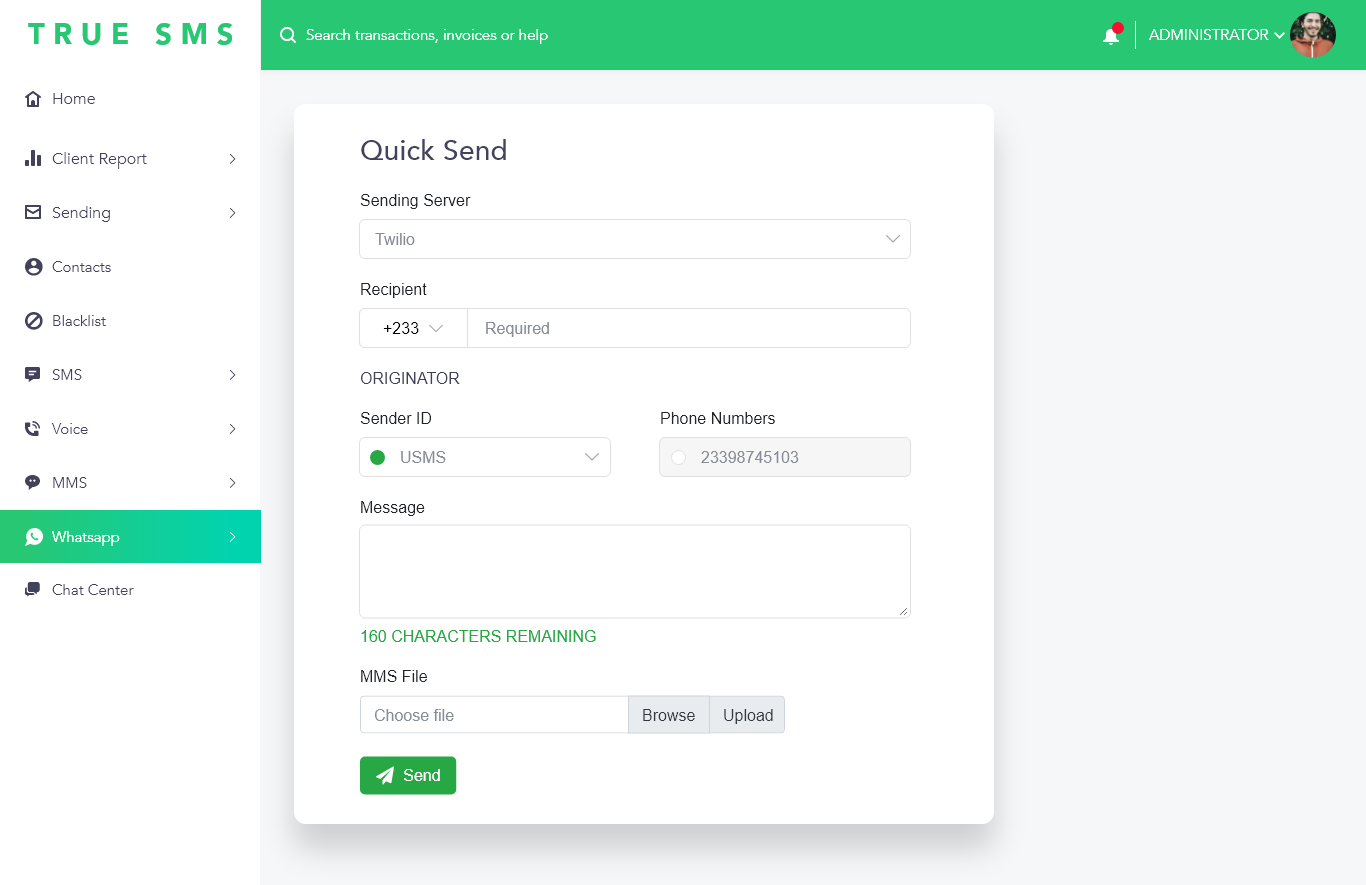 TRUE SMS
Search transactions, invoices or help
ADMINISTRATOR
Home
Client Report
Sending
Contacts
Blacklist
SMS
Voice
MMS
Whatsapp
Chat Center
Quick Send
Sending Server
Twilio
Recipient
+233 Required
ORIGINATOR
Sender ID Phone Numbers
USMS 23398745103
Message
160 CHARACTERS REMAINING
MMS File
Choose file Browse Upload
Send